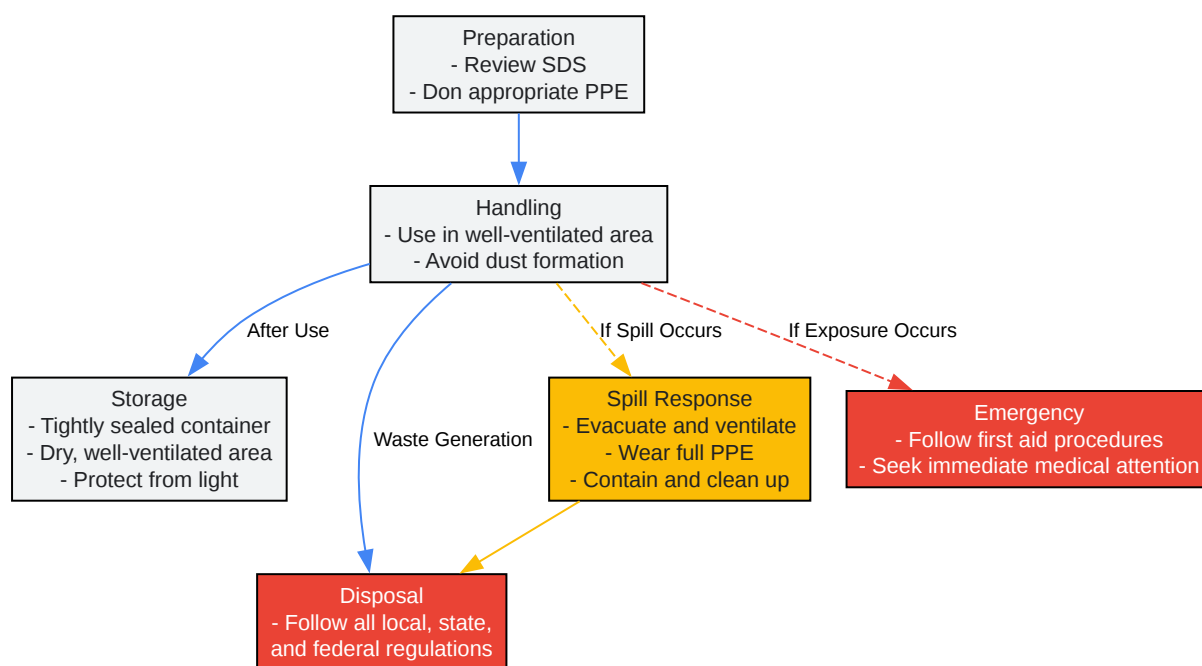 Preparation
- Review SDS
- Don appropriate PPE
Handling
- Use in well-ventilated area
- Avoid dust formation
After Use
If Spill Occurs
If Exposure Occurs
Storage
- Tightly sealed container
- Dry, well-ventilated area
- Protect from light
Waste Generation
Spill Response
- Evacuate and ventilate
- Wear full PPE
- Contain and clean up
Emergency
- Follow first aid procedures
- Seek immediate medical attention
Disposal
- Follow all local, state,
and federal regulations